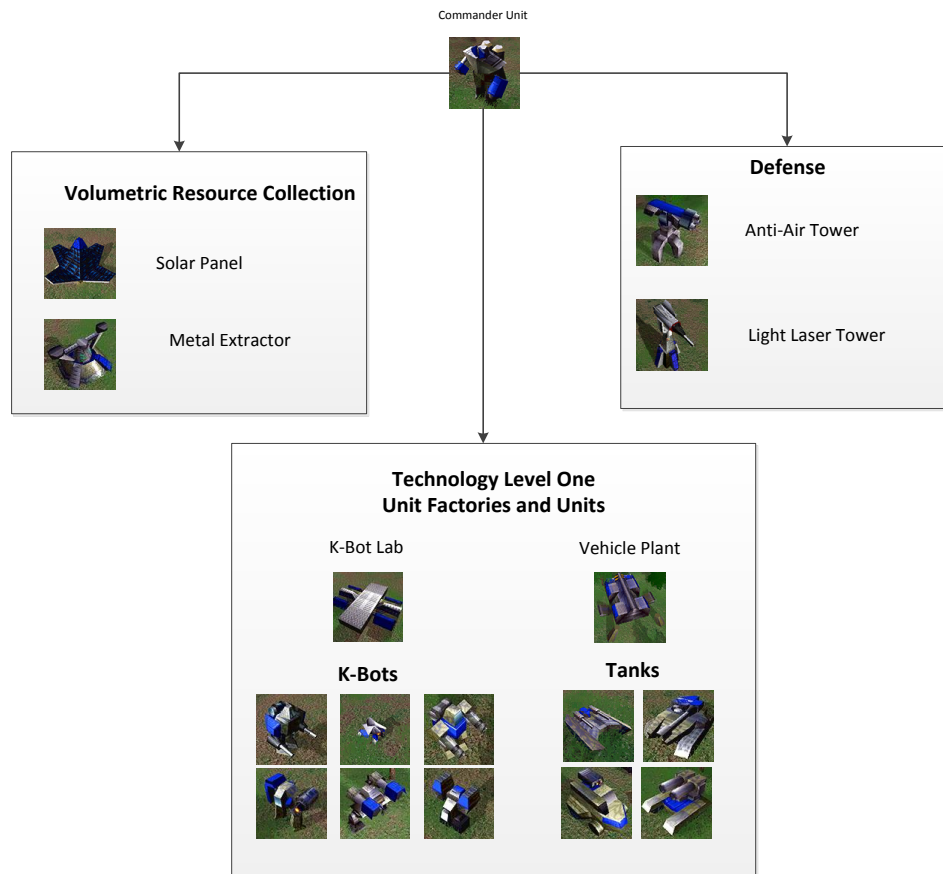 Commander Unit
Volumetric Resource Collection
Solar Panel
Metal Extractor
Defense
Anti-Air Tower
Light Laser Tower
Technology Level One
Unit Factories and Units
K-Bot Lab
Vehicle Plant
K-Bots
Tanks